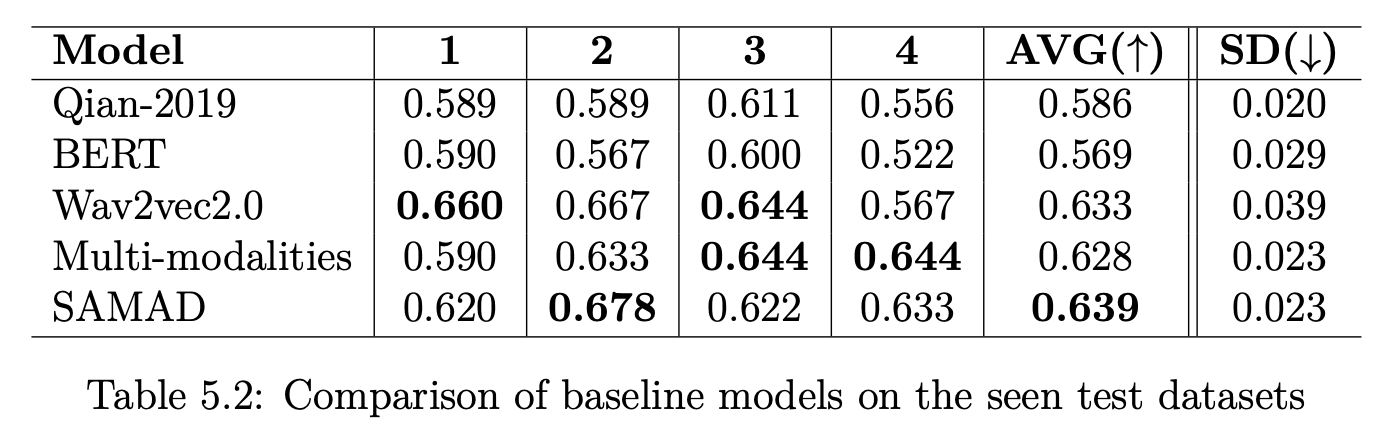 Model 1 2 3 4 AVG(↑) SD(↓)
Qian-2019 0.589 0.589 0.611 0.556 0.586 0.020
BERT 0.590 0.567 0.600 0.522 0.569 0.029
Wav2vec2.0 0.660 0.667 0.644 0.567 0.633 0.039
Multi-modalities 0.590 0.633 0.644 0.644 0.628 0.023
SAMAD 0.620 0.678 0.622 0.633 0.639 0.023
Table 5.2: Comparison of baseline models on the seen test datasets